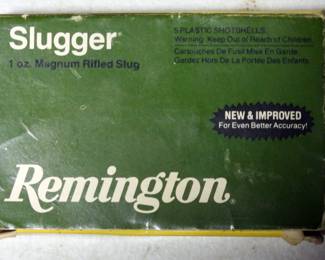 Slugger®
1 oz. Magnum Rifled Slug
5 PLASTIC SHOTSHELLS
Warning: Keep Out of Reach of Children.
Cartouches De Fusil Mise En Garde:
Gardez Hors de La Portée Des Enfants.
NEW & IMPROVED
For Even Better Accuracy!
Remington